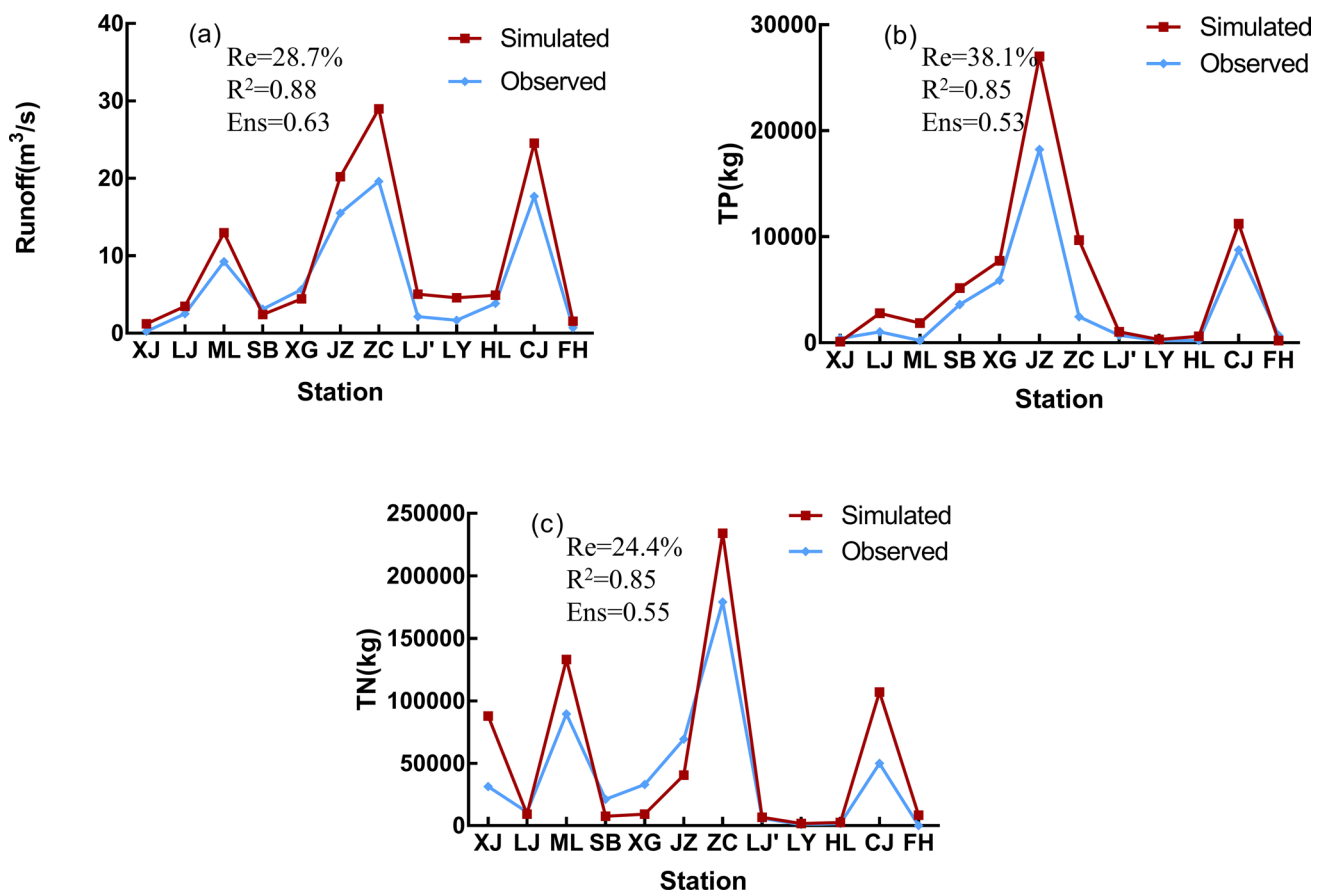 (a)
Re=28.7%
R²=0.88
Ens=0.63
Simulated
Observed
Runoff(m³/s)
40
30
20
10
0
XJ LJ ML SB XG JZ ZC LJ' LY HL CJ FH
Station
(b)
Re=38.1%
R²=0.85
Ens=0.53
Simulated
Observed
TP(kg)
30000
20000
10000
0
XJ LJ ML SB XG JZ ZC LJ' LY HL CJ FH
Station
(c)
Re=24.4%
R²=0.85
Ens=0.55
Simulated
Observed
TN(kg)
250000
200000
150000
100000
50000
0
XJ LJ ML SB XG JZ ZC LJ' LY HL CJ FH
Station